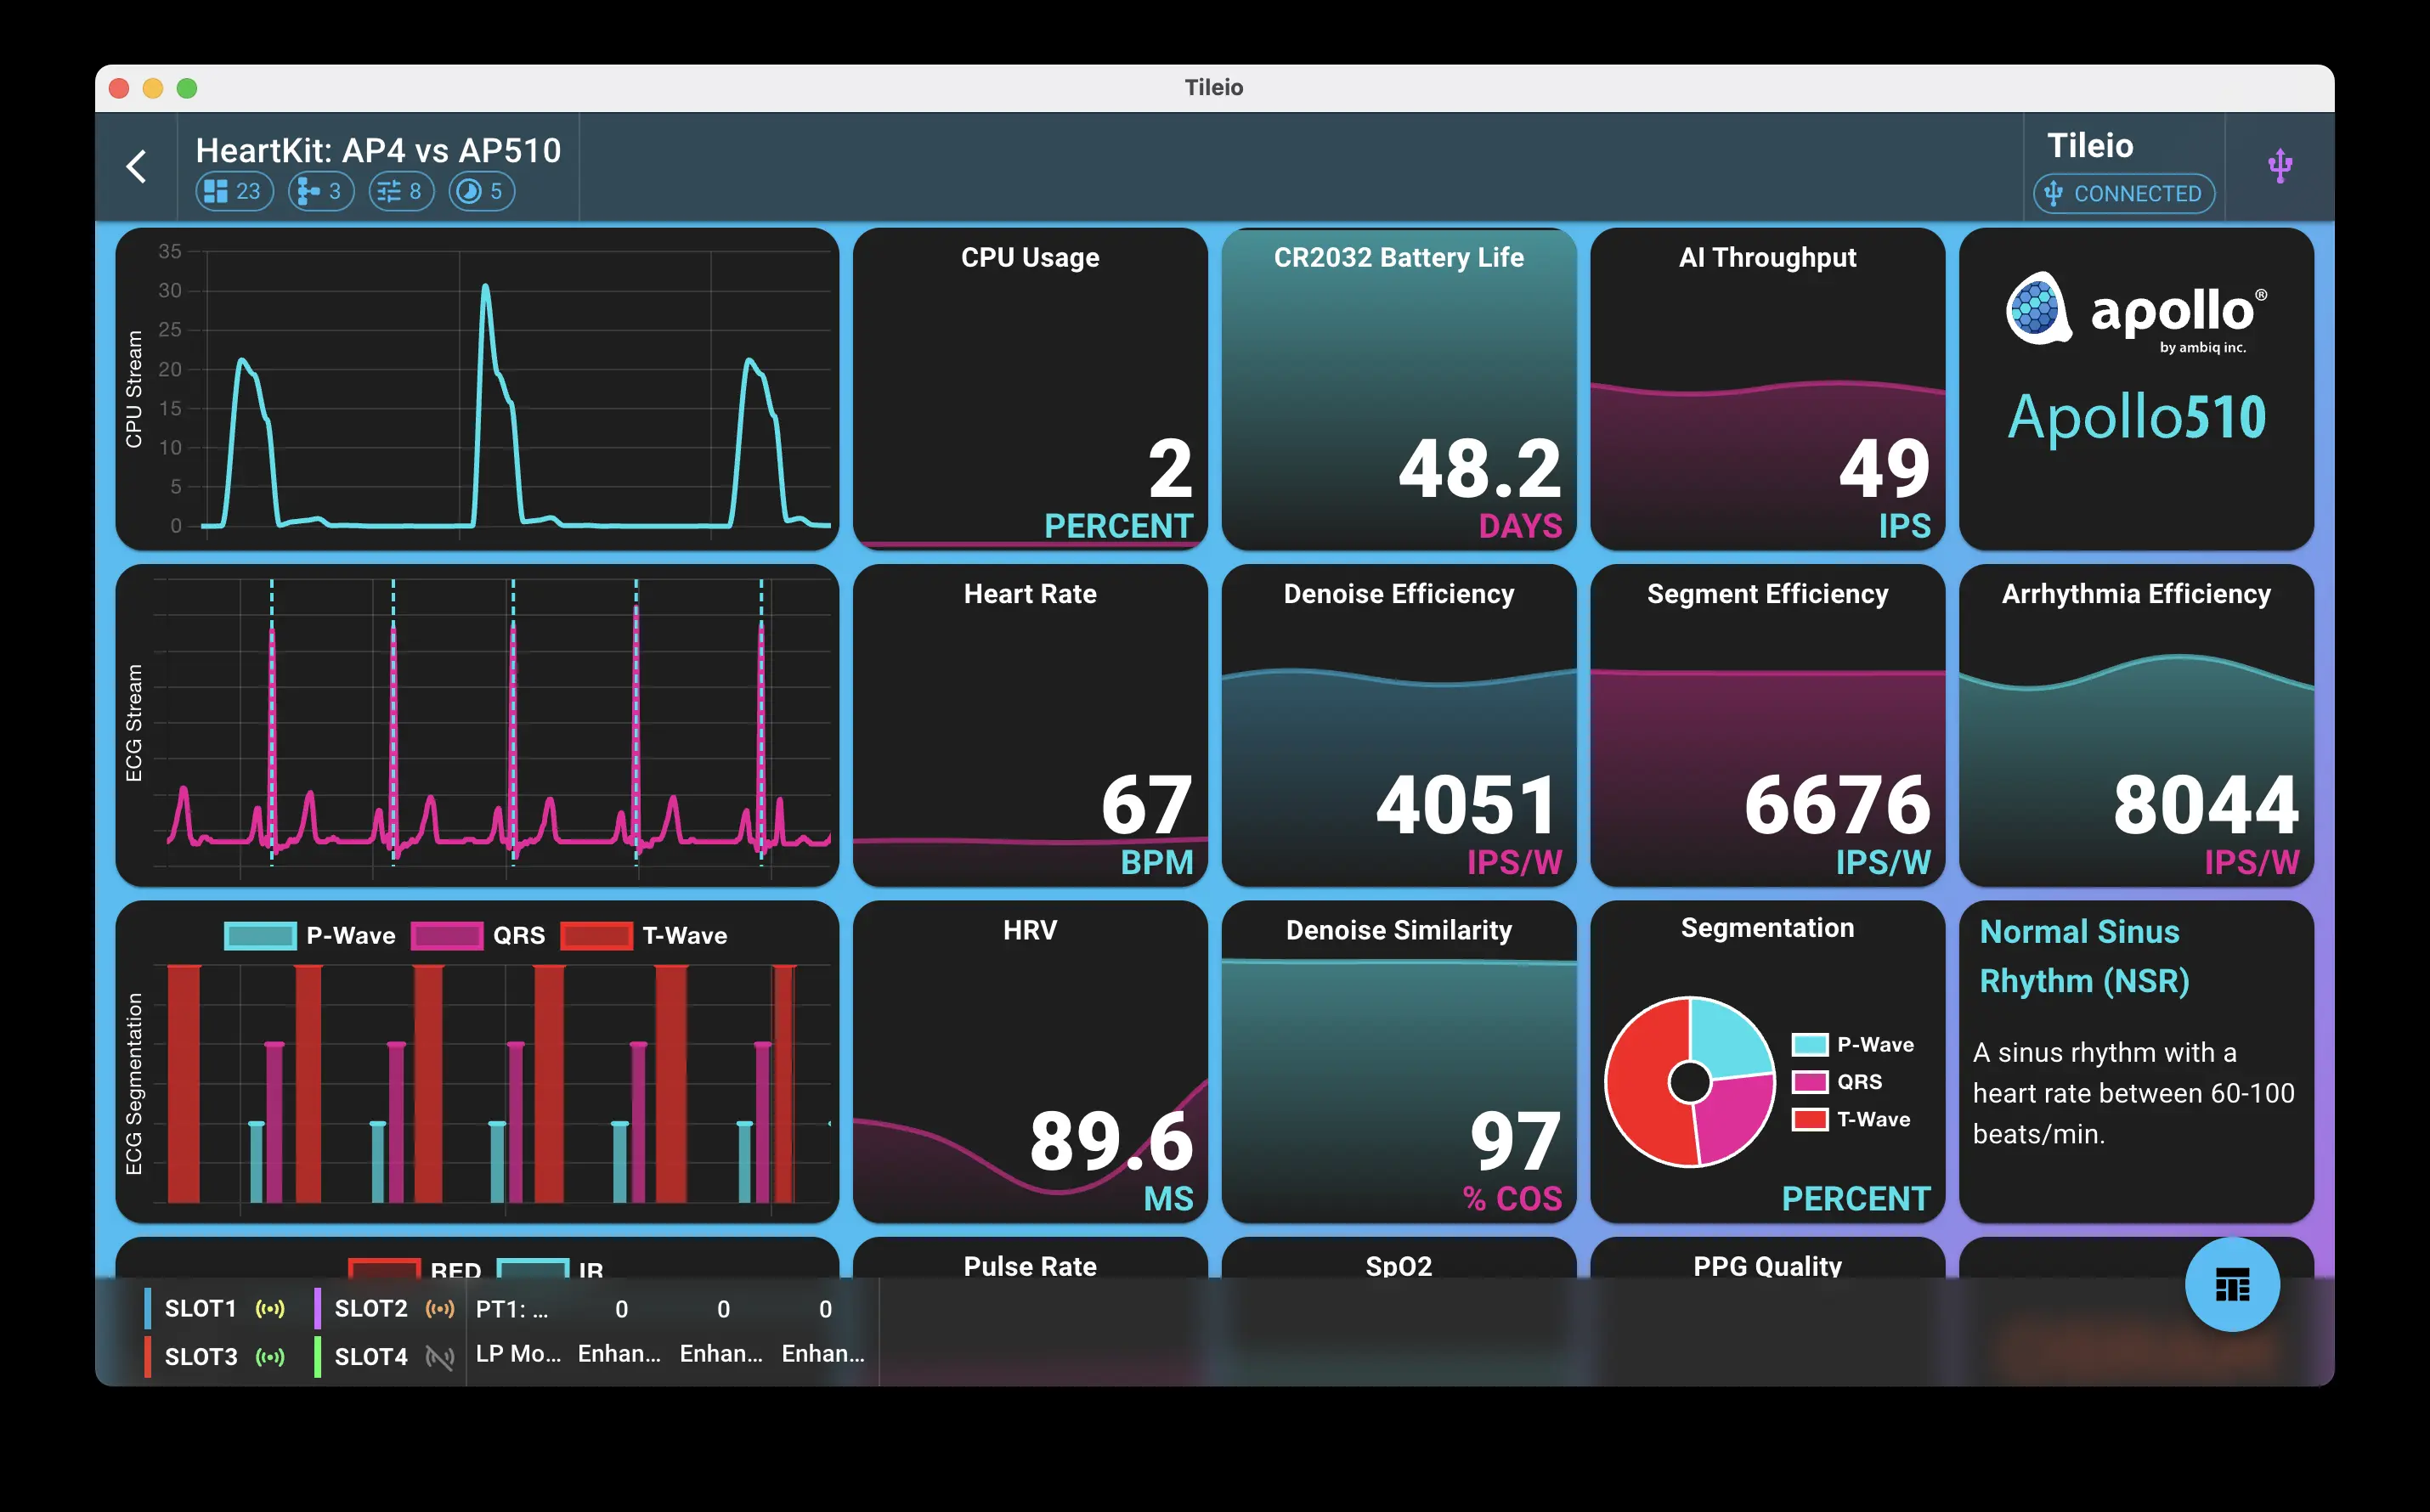 Tileio
HeartKit: AP4 vs AP510
23 3 8 5
Tileio
CONNECTED
CPU Stream
35
30
25
20
15
10
5
0
CPU Usage
2
PERCENT
CR2032 Battery Life
48.2
DAYS
AI Throughput
49
IPS
apollo®
by ambiq inc.
Apollo510
ECG Stream
Heart Rate
67
BPM
Denoise Efficiency
4051
IPS/W
Segment Efficiency
6676
IPS/W
Arrhythmia Efficiency
8044
IPS/W
P-Wave QRS T-Wave
ECG Segmentation
HRV
89.6
MS
Denoise Similarity
97
% COS
Segmentation
P-Wave
QRS
T-Wave
PERCENT
Normal Sinus
Rhythm (NSR)
A sinus rhythm with a
heart rate between 60-100
beats/min.
RED IR
Pulse Rate
SpO2
PPG Quality
SLOT1 SLOT2 PT1: ... 0 0 0
SLOT3 SLOT4 LP Mo... Enhan... Enhan... Enhan...